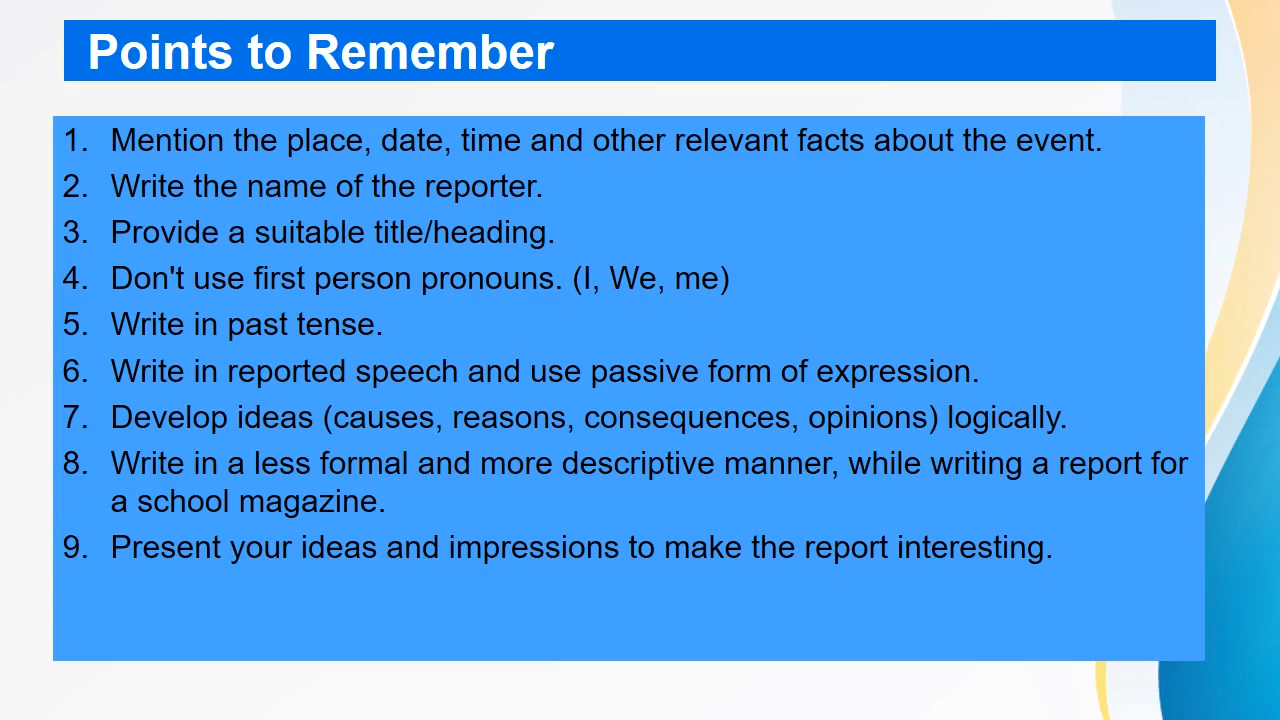 Points to Remember
1. Mention the place, date, time and other relevant facts about the event.
2. Write the name of the reporter.
3. Provide a suitable title/heading.
4. Don't use first person pronouns. (I, We, me)
5. Write in past tense.
6. Write in reported speech and use passive form of expression.
7. Develop ideas (causes, reasons, consequences, opinions) logically.
8. Write in a less formal and more descriptive manner, while writing a report for
a school magazine.
9. Present your ideas and impressions to make the report interesting.